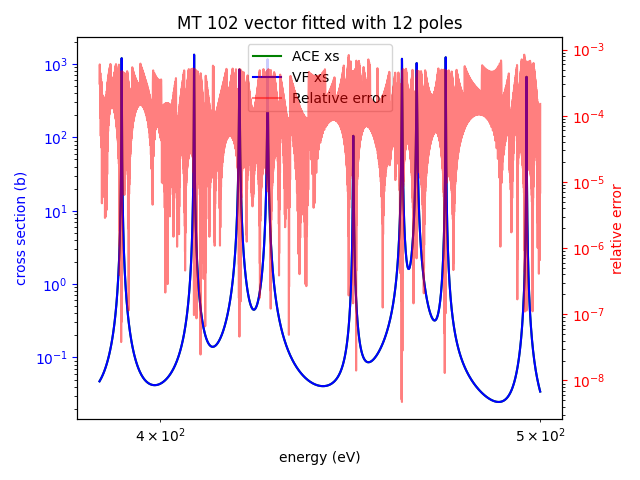 MT 102 vector fitted with 12 poles
ACE xs
VF xs
Relative error
10³
10²
10¹
10⁰
10⁻¹
cross section (b)
10⁻³
10⁻⁴
10⁻⁵
10⁻⁶
10⁻⁷
10⁻⁸
relative error
4 × 10²
5 × 10²
energy (eV)